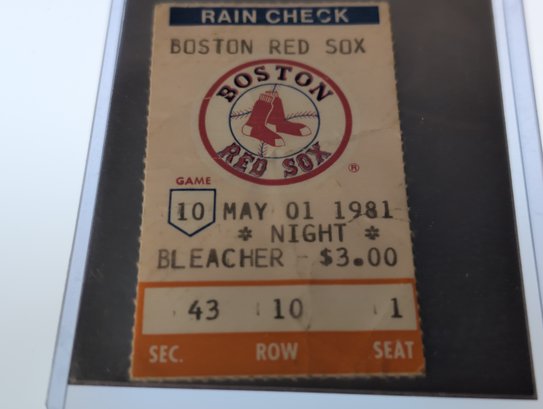 RAIN CHECK
BOSTON RED SOX
BOSTON
RED SOX
®
GAME
10 MAY 01 1981
* NIGHT *
BLEACHER - $3.00
43 10 1
SEC. ROW SEAT